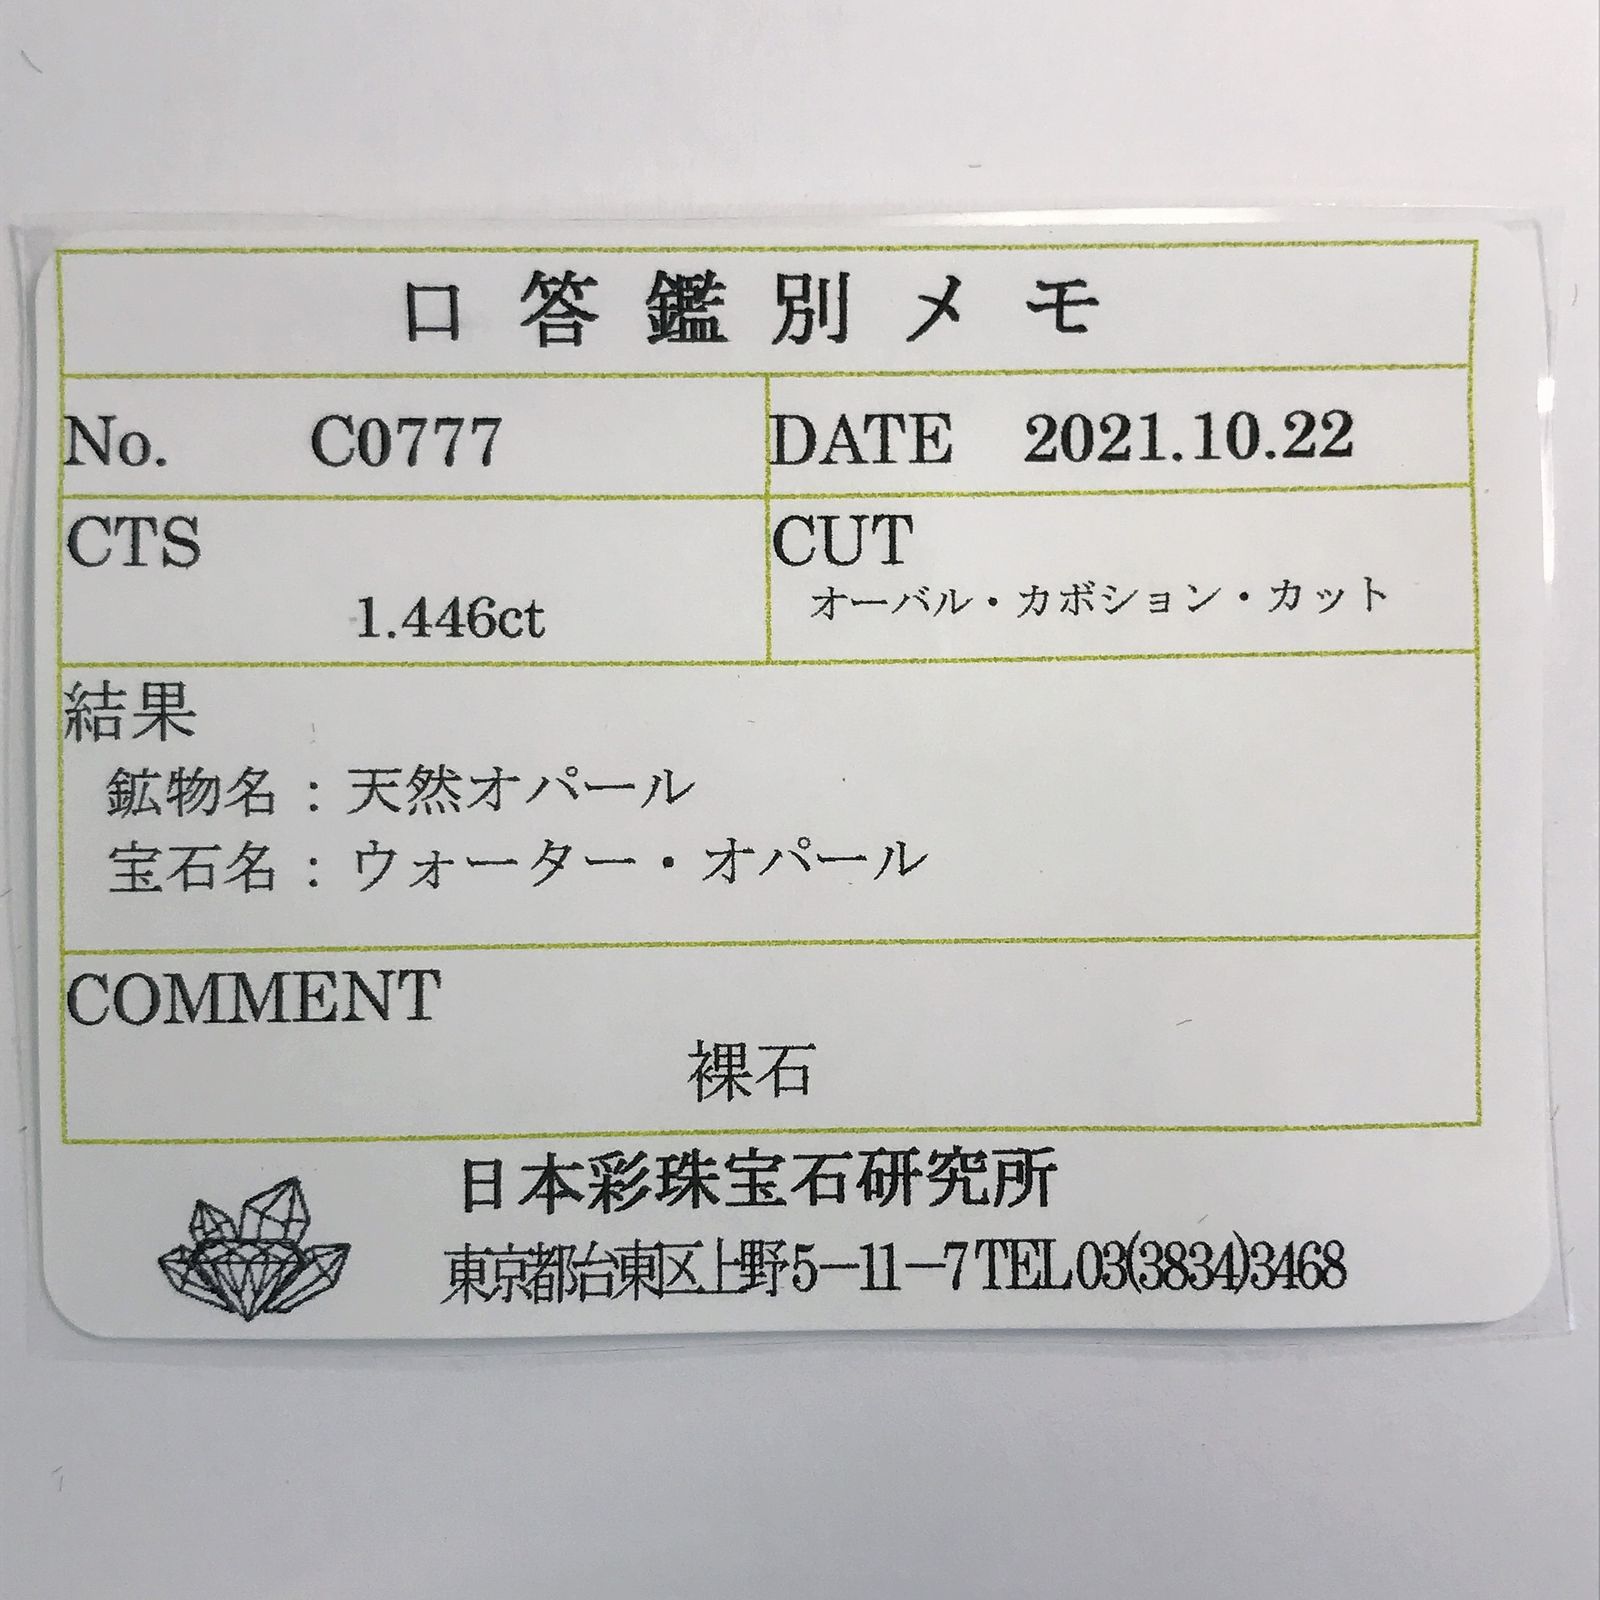 口答鑑別メモ
No. C0777
DATE 2021.10.22
CTS
1.446ct
CUT
オーバル・カボション・カット
結果
鉱物名：天然オパール
宝石名：ウォーター・オパール
COMMENT
裸石
日本彩珠宝石研究所
東京都台東区上野5－11－7 TEL 03(3834)3468